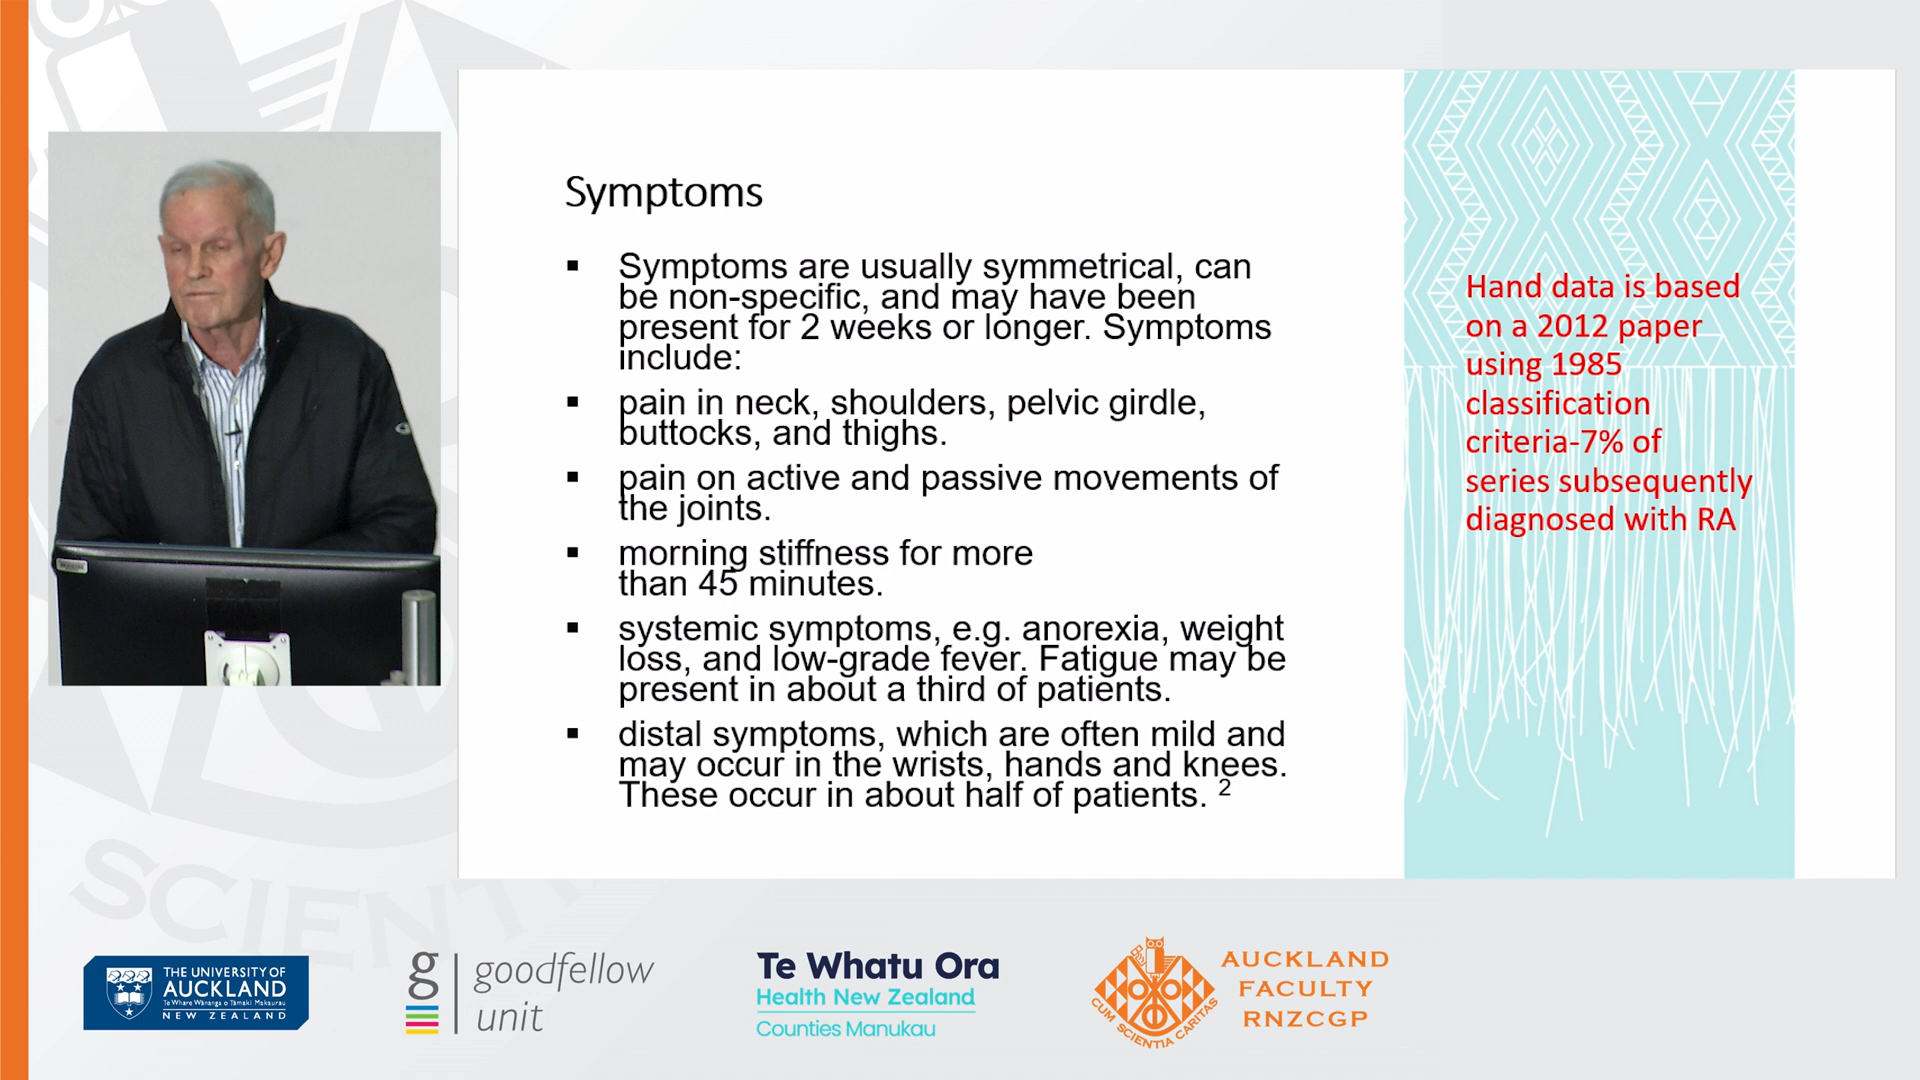 Symptoms
▪ Symptoms are usually symmetrical, can
be non-specific, and may have been
present for 2 weeks or longer. Symptoms
include:
▪ pain in neck, shoulders, pelvic girdle,
buttocks, and thighs.
▪ pain on active and passive movements of
the joints.
▪ morning stiffness for more
than 45 minutes.
▪ systemic symptoms, e.g. anorexia, weight
loss, and low-grade fever. Fatigue may be
present in about a third of patients.
▪ distal symptoms, which are often mild and
may occur in the wrists, hands and knees.
These occur in about half of patients. 2
Hand data is based
on a 2012 paper
using 1985
classification
criteria-7% of
series subsequently
diagnosed with RA
SCIENTI
THE UNIVERSITY OF
AUCKLAND
Te Whare Wānanga o Tāmaki Makaurau
NEW ZEALAND
g
goodfellow
unit
Te Whatu Ora
Health New Zealand
Counties Manukau
CUM SCIENTIA CARITAS
AUCKLAND
FACULTY
RNZCGP